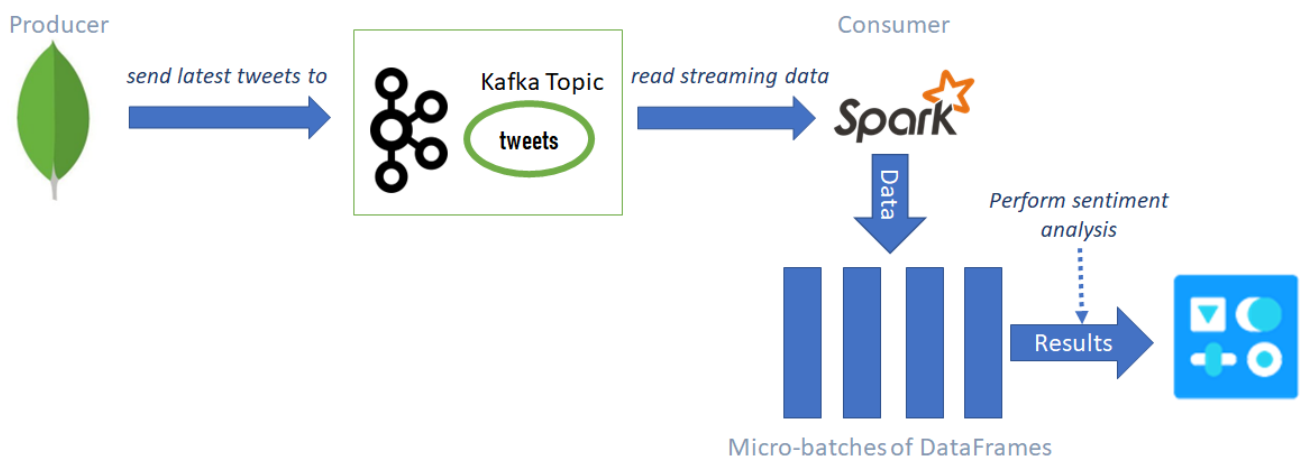 Producer
Consumer
send latest tweets to
Kafka Topic
tweets
read streaming data
Spark
Data
Perform sentiment
analysis
Results
Micro-batches of DataFrames